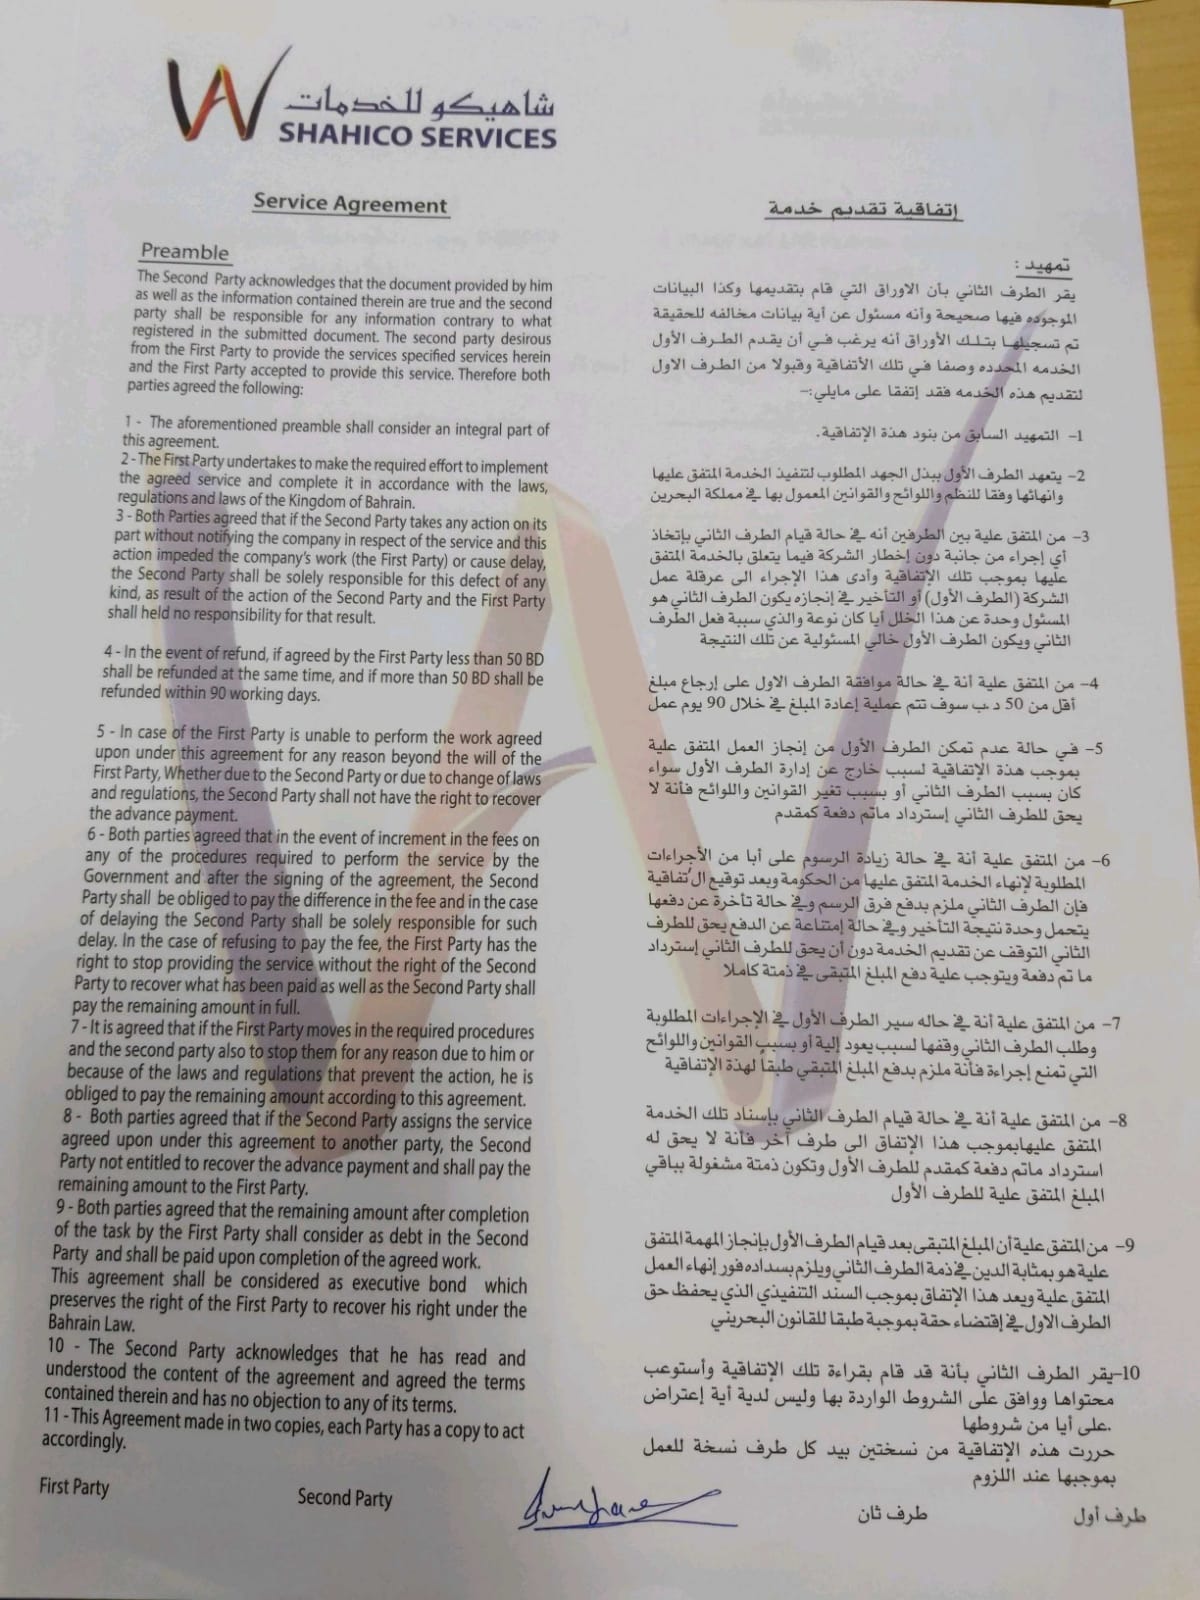 شاهيكو للخدمات
SHAHICO SERVICES
Service Agreement
Preamble
The Second Party acknowledges that the document provided by him
as well as the information contained therein are true and the second
party shall be responsible for any information contrary to what
registered in the submitted document. The second party desirous
from the First Party to provide the services specified services herein
and the First Party accepted to provide this service. Therefore both
parties agreed the following:
1 - The aforementioned preamble shall consider an integral part of
this agreement.
2 - The First Party undertakes to make the required effort to implement
the agreed service and complete it in accordance with the laws,
regulations and laws of the Kingdom of Bahrain.
3 - Both Parties agreed that if the Second Party takes any action on its
part without notifying the company in respect of the service and this
action impeded the company's work (the First Party) or cause delay,
the Second Party shall be solely responsible for this defect of any
kind, as result of the action of the Second Party and the First Party
shall held no responsibility for that result.
4 - In the event of refund, if agreed by the First Party less than 50 BD
shall be refunded at the same time, and if more than 50 BD shall be
refunded within 90 working days.
5 - In case of the First Party is unable to perform the work agreed
upon under this agreement for any reason beyond the will of the
First Party, Whether due to the Second Party or due to change of laws
and regulations, the Second Party shall not have the right to recover
the advance payment.
6 - Both parties agreed that in the event of increment in the fees on
any of the procedures required to perform the service by the
Government and after the signing of the agreement, the Second
Party shall be obliged to pay the difference in the fee and in the case
of delaying the Second Party shall be solely responsible for such
delay. In the case of refusing to pay the fee, the First Party has the
right to stop providing the service without the right of the Second
Party to recover what has been paid as well as the Second Party shall
pay the remaining amount in full.
7 - It is agreed that if the First Party moves in the required procedures
and the second party also to stop them for any reason due to him or
because of the laws and regulations that prevent the action, he is
obliged to pay the remaining amount according to this agreement.
8 - Both parties agreed that if the Second Party assigns the service
agreed upon under this agreement to another party, the Second
Party not entitled to recover the advance payment and shall pay the
remaining amount to the First Party.
9 - Both parties agreed that the remaining amount after completion
of the task by the First Party shall consider as debt in the Second
Party and shall be paid upon completion of the agreed work.
This agreement shall be considered as executive bond which
preserves the right of the First Party to recover his right under the
Bahrain Law.
10 - The Second Party acknowledges that he has read and
understood the content of the agreement and agreed the terms
contained therein and has no objection to any of its terms.
11 - This Agreement made in two copies, each Party has a copy to act
accordingly.
First Party
Second Party
إتفاقية تقديم خدمة
تمهيد :
يقر الطرف الثاني بأن الاوراق التي قام بتقديمها وكذا البيانات
الموجوده فيها صحيحة وأنه مسئول عن أية بيانات مخالفه للحقيقة
تم تسجيلها بتلك الأوراق أنه يرغب في أن يقدم الطرف الأول
الخدمه المحدده وصفا في تلك الأتفاقية وقبولا من الطرف الاول
لتقديم هذه الخدمه فقد إتفقا على مايلي:-
1- التمهيد السابق من بنود هذة الإتفاقية.
2- يتعهد الطرف الأول ببذل الجهد المطلوب لتنفيذ الخدمة المتفق عليها
وانهائها وفقا للنظم واللوائح والقوانين المعمول بها في مملكة البحرين
3- من المتفق علية بين الطرفين أنه في حالة قيام الطرف الثاني بإتخاذ
أي إجراء من جانبة دون إخطار الشركة فيما يتعلق بالخدمة المتفق
عليها بموجب تلك الإتفاقية وأدى هذا الإجراء الى عرقلة عمل
الشركة (الطرف الأول) أو التأخير في إنجازه يكون الطرف الثاني هو
المسئول وحدة عن هذا الخلل أيا كان نوعة والذي سببة فعل الطرف
الثاني ويكون الطرف الأول خالي المسئولية عن تلك النتيجة
4- من المتفق علية أنة في حالة موافقة الطرف الاول على إرجاع مبلغ
أقل من 50 د.ب سوف تتم عملية إعادة المبلغ في خلال 90 يوم عمل
5- في حالة عدم تمكن الطرف الأول من إنجاز العمل المتفق علية
بموجب هذة الإتفاقية لسبب خارج عن إدارة الطرف الأول سواء
كان بسبب الطرف الثاني أو بسبب تغير القوانين واللوائح فأنة لا
يحق للطرف الثاني إسترداد ماتم دفعة كمقدم
6- من المتفق علية أنة في حالة زيادة الرسوم على أيا من الأجراءات
المطلوبة لإنهاء الخدمة المتفق عليها من الحكومة وبعد توقيع الإتفاقية
فإن الطرف الثاني ملزم بدفع فرق الرسم وفي حالة تأخرة عن دفعها
يتحمل وحدة نتيجة التأخير وفي حالة إمتناعة عن الدفع يحق للطرف
الثاني التوقف عن تقديم الخدمة دون أن يحق للطرف الثاني إسترداد
ما تم دفعة ويتوجب علية دفع المبلغ المتبقى في ذمتة كاملا
7- من المتفق علية أنة في حاله سير الطرف الأول في الإجراءات المطلوبة
وطلب الطرف الثاني وقفها لسبب يعود إلية أو بسبب القوانين واللوائح
التي تمنع إجراءة فأنة ملزم بدفع المبلغ المتبقي طبقاً لهذة الإتفاقية
8- من المتفق علية أنة في حالة قيام الطرف الثاني بإسناد تلك الخدمة
المتفق عليهابموجب هذا الإتفاق الى طرف آخر فأنة لا يحق له
استرداد ماتم دفعة كمقدم للطرف الأول وتكون ذمتة مشغولة بباقي
المبلغ المتفق علية للطرف الأول
9- من المتفق علية أن المبلغ المتبقى بعد قيام الطرف الأول بإنجاز المهمة المتفق
علية هو بمثابة الدين في ذمة الطرف الثاني ويلزم بسداده فور إنهاء العمل
المتفق علية ويعد هذا الإتفاق بموجب السند التنفيذي الذي يحفظ حق
الطرف الاول في إقتضاء حقة بموجبة طبقا للقانون البحريني
10-يقر الطرف الثاني بأنة قد قام بقراءة تلك الإتفاقية وأستوعب
محتواها ووافق على الشروط الواردة بها وليس لدية أية إعتراض
.على أيا من شروطها
حررت هذه الإتفاقية من نسختين بيد كل طرف نسخة للعمل
بموجبها عند اللزوم
طرف أول
طرف ثان